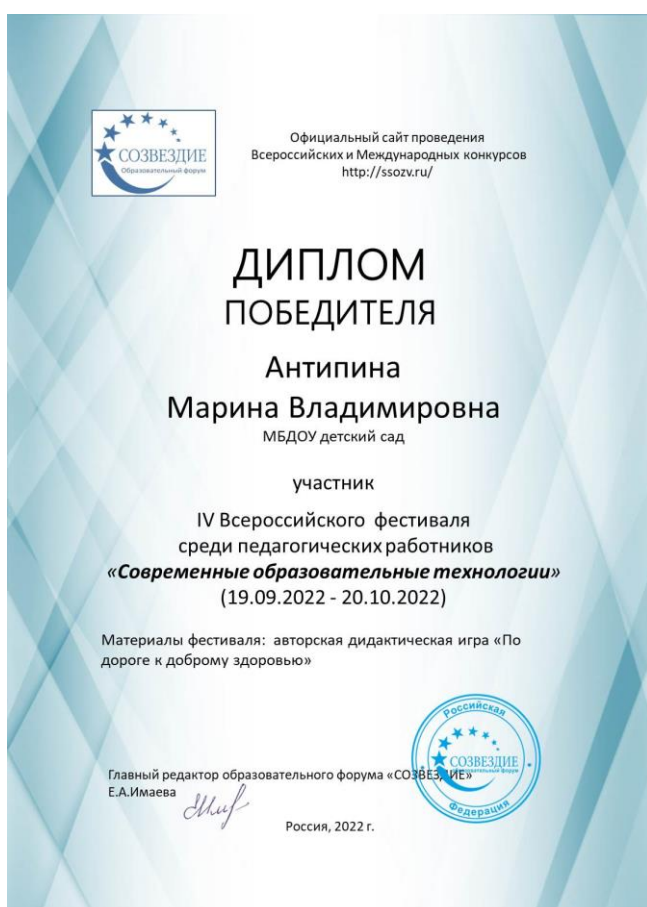 СОЗВЕЗДИЕ
Образовательный форум
Официальный сайт проведения
Всероссийских и Международных конкурсов
http://ssozv.ru/
ДИПЛОМ
ПОБЕДИТЕЛЯ
Антипина
Марина Владимировна
МБДОУ детский сад
участник
IV Всероссийского фестиваля
среди педагогических работников
«Современные образовательные технологии»
(19.09.2022 - 20.10.2022)
Материалы фестиваля: авторская дидактическая игра «По
дороге к доброму здоровью»
Российская
СОЗВЕЗДИЕ
Образовательный форум
Федерация
Главный редактор образовательного форума «СОЗВЕЗДИЕ»
Е.А.Имаева
Россия, 2022 г.